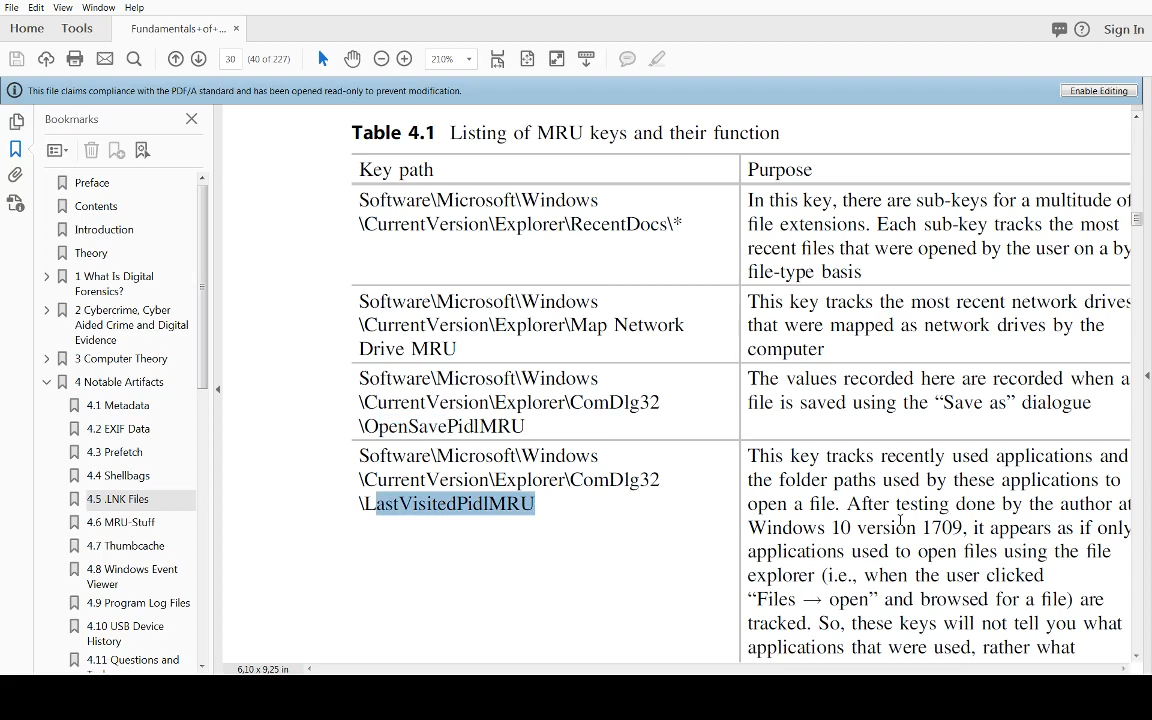 File Edit View Window Help
Home Tools Fundamentals+of+... × Sign In
30 (40 of 227) 210%
This file claims compliance with the PDF/A standard and has been opened read-only to prevent modification. Enable Editing
Bookmarks
Preface
Contents
Introduction
Theory
1 What Is Digital
Forensics?
2 Cybercrime, Cyber
Aided Crime and Digital
Evidence
3 Computer Theory
4 Notable Artifacts
4.1 Metadata
4.2 EXIF Data
4.3 Prefetch
4.4 Shellbags
4.5 .LNK Files
4.6 MRU-Stuff
4.7 Thumbcache
4.8 Windows Event
Viewer
4.9 Program Log Files
4.10 USB Device
History
4.11 Questions and
Table 4.1 Listing of MRU keys and their function
Key path
Software\Microsoft\Windows
\CurrentVersion\Explorer\RecentDocs\*
Software\Microsoft\Windows
\CurrentVersion\Explorer\Map Network
Drive MRU
Software\Microsoft\Windows
\CurrentVersion\Explorer\ComDlg32
\OpenSavePidlMRU
Software\Microsoft\Windows
\CurrentVersion\Explorer\ComDlg32
\LastVisitedPidlMRU
Purpose
In this key, there are sub-keys for a multitude of
file extensions. Each sub-key tracks the most
recent files that were opened by the user on a by
file-type basis
This key tracks the most recent network drives
that were mapped as network drives by the
computer
The values recorded here are recorded when a
file is saved using the “Save as” dialogue
This key tracks recently used applications and
the folder paths used by these applications to
open a file. After testing done by the author at
Windows 10 version 1709, it appears as if only
applications used to open files using the file
explorer (i.e., when the user clicked
“Files → open” and browsed for a file) are
tracked. So, these keys will not tell you what
applications that were used, rather what
6,10 x 9,25 in